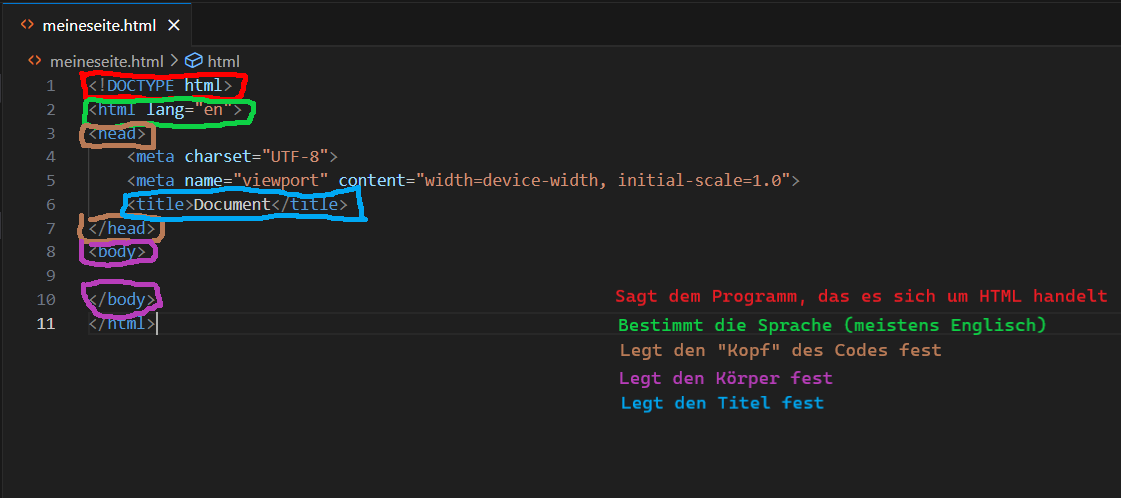 meineseite.html
meineseite.html > html
1 <!DOCTYPE html>
2 <html lang="en">
3 <head>
4 <meta charset="UTF-8">
5 <meta name="viewport" content="width=device-width, initial-scale=1.0">
6 <title>Document</title>
7 </head>
8 <body>
9
10 </body>
11 </html>
Sagt dem Programm, das es sich um HTML handelt
Bestimmt die Sprache (meistens Englisch)
Legt den "Kopf" des Codes fest
Legt den Körper fest
Legt den Titel fest